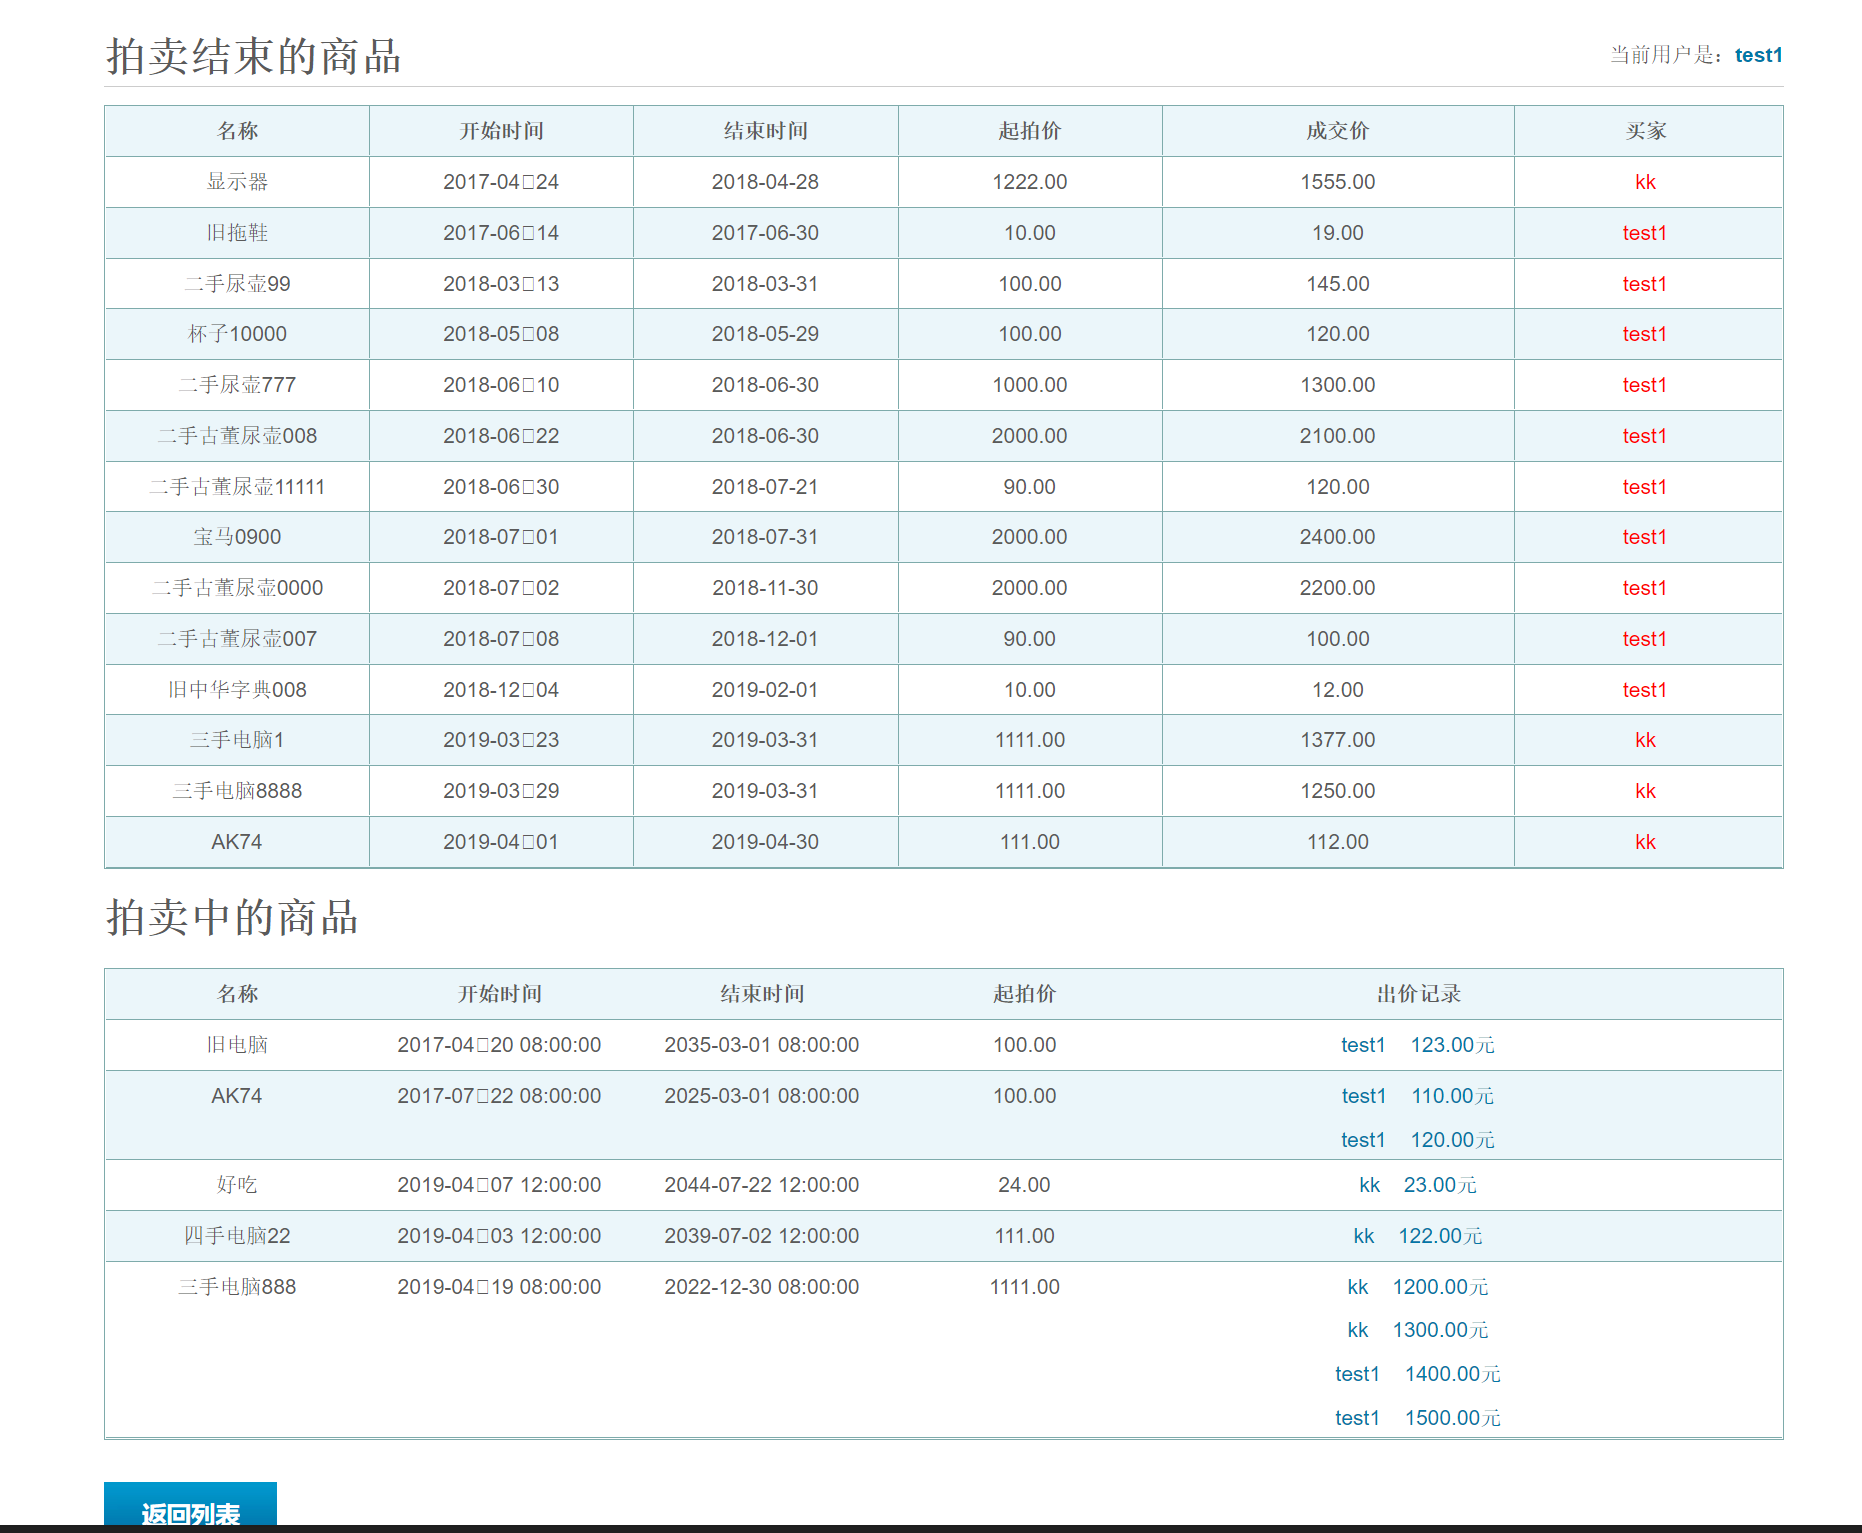 拍卖结束的商品 当前用户是：test1
名称 开始时间 结束时间 起拍价 成交价 买家
显示器 2017-04□24 2018-04-28 1222.00 1555.00 kk
旧拖鞋 2017-06□14 2017-06-30 10.00 19.00 test1
二手尿壶99 2018-03□13 2018-03-31 100.00 145.00 test1
杯子10000 2018-05□08 2018-05-29 100.00 120.00 test1
二手尿壶777 2018-06□10 2018-06-30 1000.00 1300.00 test1
二手古董尿壶008 2018-06□22 2018-06-30 2000.00 2100.00 test1
二手古董尿壶11111 2018-06□30 2018-07-21 90.00 120.00 test1
宝马0900 2018-07□01 2018-07-31 2000.00 2400.00 test1
二手古董尿壶0000 2018-07□02 2018-11-30 2000.00 2200.00 test1
二手古董尿壶007 2018-07□08 2018-12-01 90.00 100.00 test1
旧中华字典008 2018-12□04 2019-02-01 10.00 12.00 test1
三手电脑1 2019-03□23 2019-03-31 1111.00 1377.00 kk
三手电脑8888 2019-03□29 2019-03-31 1111.00 1250.00 kk
AK74 2019-04□01 2019-04-30 111.00 112.00 kk
拍卖中的商品
名称 开始时间 结束时间 起拍价 出价记录
旧电脑 2017-04□20 08:00:00 2035-03-01 08:00:00 100.00 test1 123.00元
AK74 2017-07□22 08:00:00 2025-03-01 08:00:00 100.00 test1 110.00元
test1 120.00元
好吃 2019-04□07 12:00:00 2044-07-22 12:00:00 24.00 kk 23.00元
四手电脑22 2019-04□03 12:00:00 2039-07-02 12:00:00 111.00 kk 122.00元
三手电脑888 2019-04□19 08:00:00 2022-12-30 08:00:00 1111.00 kk 1200.00元
kk 1300.00元
test1 1400.00元
test1 1500.00元
返回列表